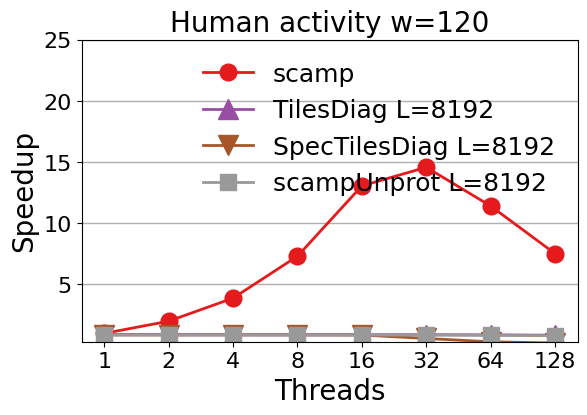 Human activity w=120
25
20
15
10
5
Speedup
scamp
TilesDiag L=8192
SpecTilesDiag L=8192
scampUnprot L=8192
1 2 4 8 16 32 64 128
Threads